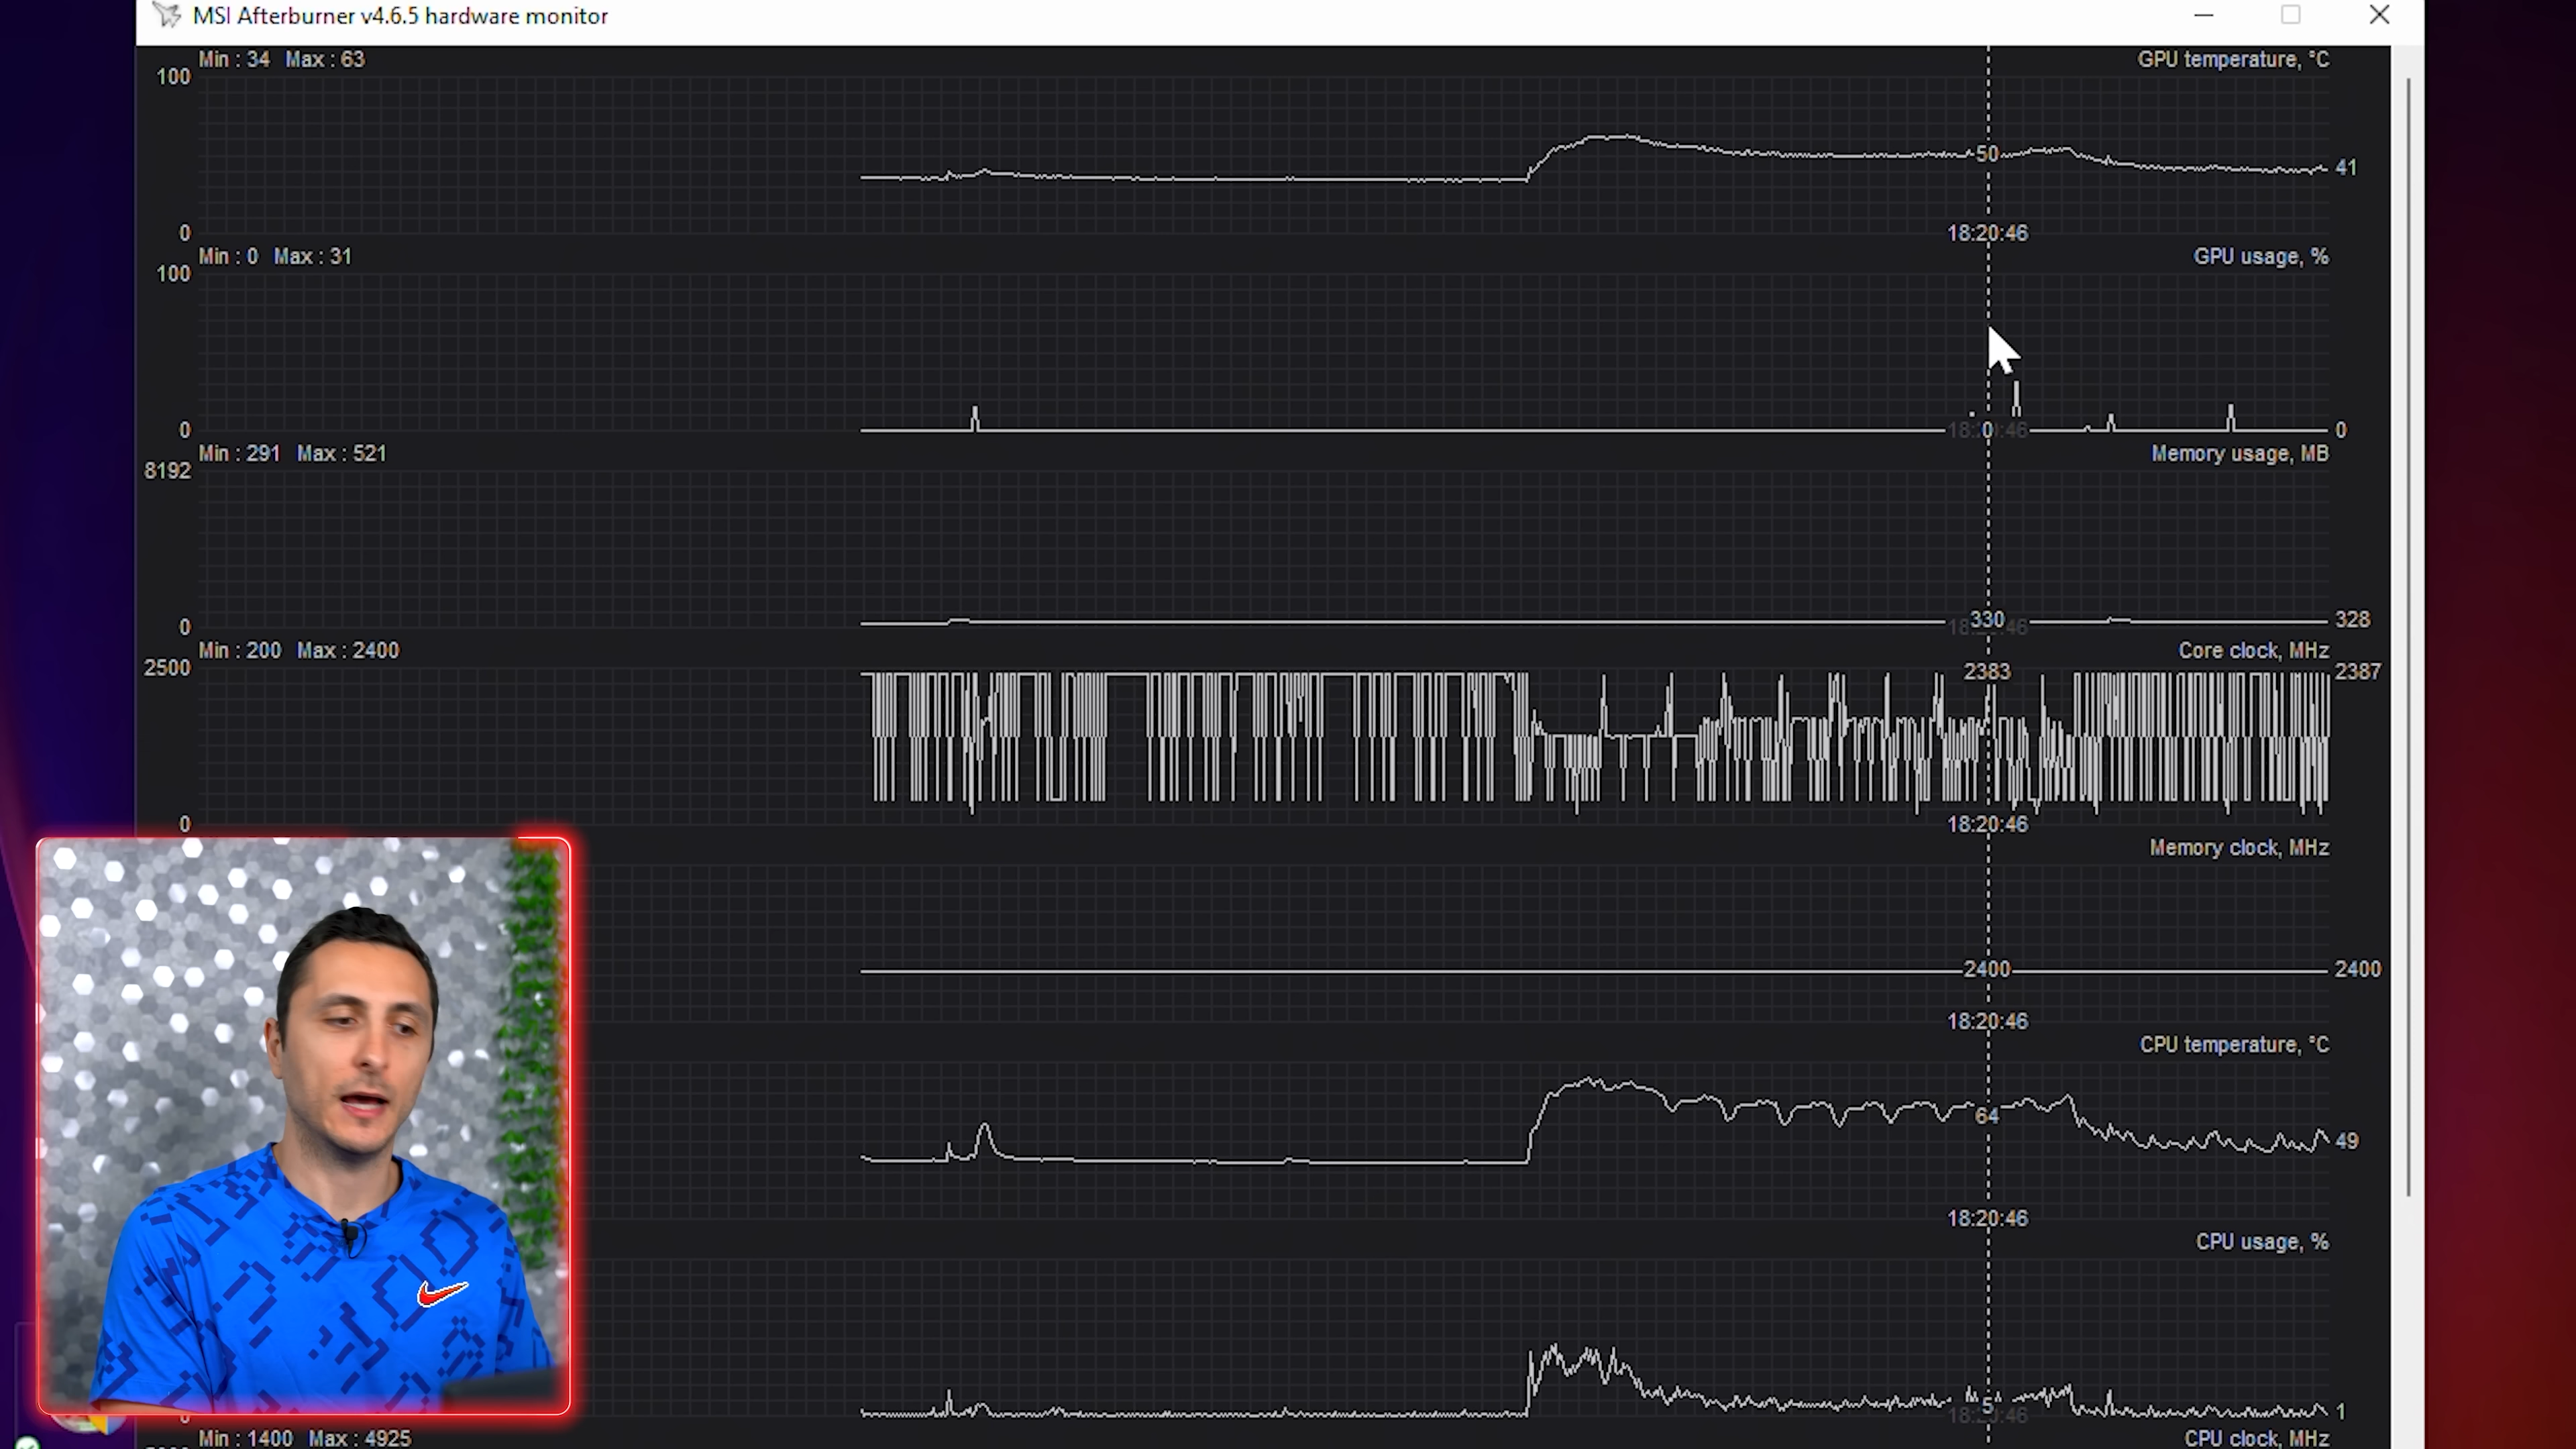 MSI Afterburner v4.6.5 hardware monitor
Min : 34 Max : 63
GPU temperature, °C
100
50
41
0
18:20:46
Min : 0 Max : 31
GPU usage, %
100
0
0
0
Min : 291 Max : 521
Memory usage, MB
8192
330
328
0
Min : 200 Max : 2400
Core clock, MHz
2500
2383
2387
0
18:20:46
Memory clock, MHz
2400
2400
18:20:46
CPU temperature, °C
64
49
18:20:46
CPU usage, %
5
1
Min : 1400 Max : 4925
CPU clock, MHz